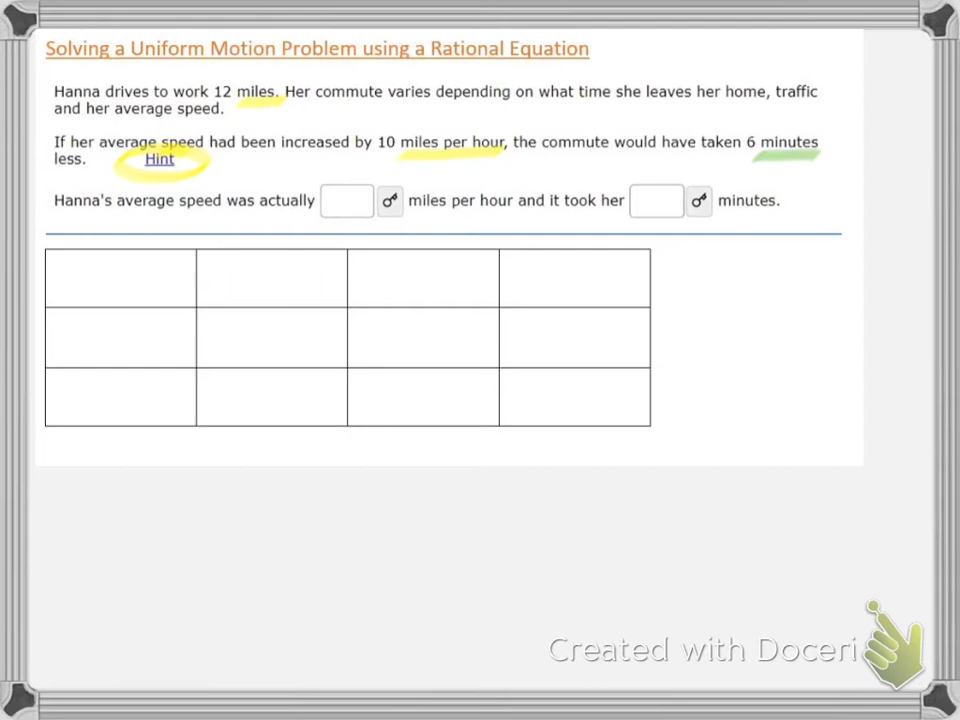 Solving a Uniform Motion Problem using a Rational Equation
Hanna drives to work 12 miles. Her commute varies depending on what time she leaves her home, traffic
and her average speed.
If her average speed had been increased by 10 miles per hour, the commute would have taken 6 minutes
less. Hint
Hanna's average speed was actually miles per hour and it took her minutes.
Created with Doceri